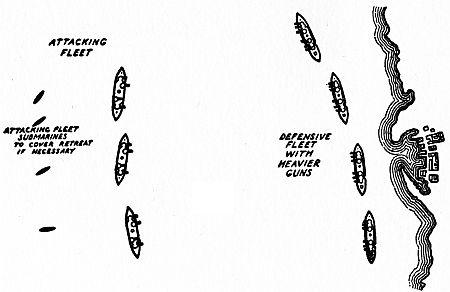 ATTACKING
FLEET
ATTACKING FLEET
SUBMARINES
TO COVER RETREAT
IF NECESSARY
DEFENSIVE
FLEET
WITH
HEAVIER
GUNS